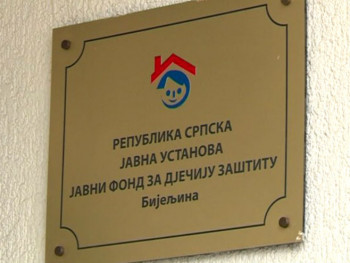 РЕПУБЛИКА СРПСКА
ЈАВНА УСТАНОВА
ЈАВНИ ФОНД ЗА ДЈЕЧИЈУ ЗАШТИТУ
Бијељина